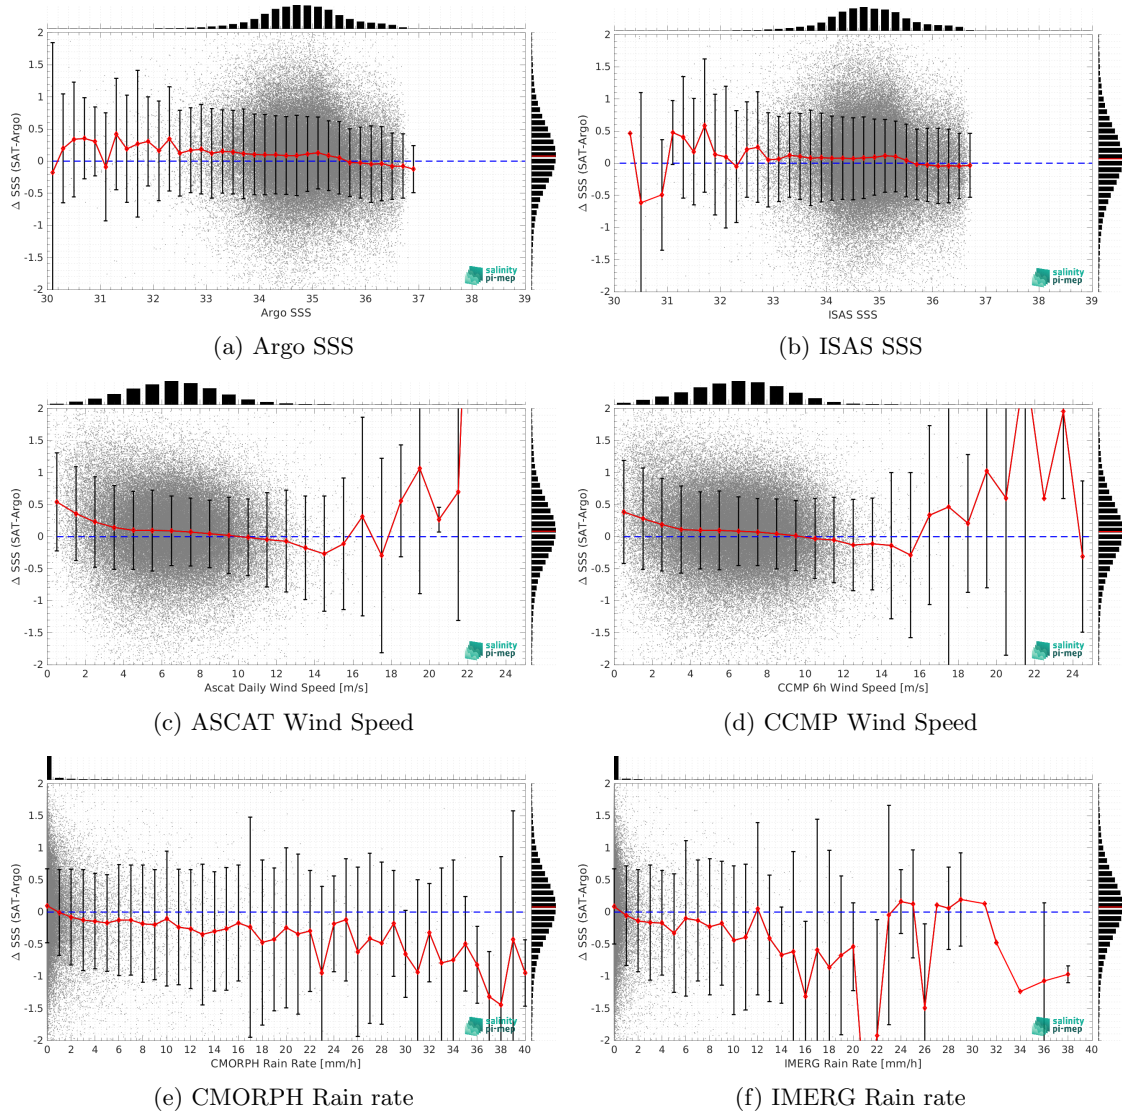 2
1.5
1
0.5
0
-0.5
-1
-1.5
-2
Δ SSS (SAT-Argo)
salinity
pi-mep
30 31 32 33 34 35 36 37 38 39
Argo SSS
(a) Argo SSS
2
1.5
1
0.5
0
-0.5
-1
-1.5
-2
Δ SSS (SAT-Argo)
salinity
pi-mep
30 31 32 33 34 35 36 37 38 39
ISAS SSS
(b) ISAS SSS
2
1.5
1
0.5
0
-0.5
-1
-1.5
-2
Δ SSS (SAT-Argo)
salinity
pi-mep
0 2 4 6 8 10 12 14 16 18 20 22 24
Ascat Daily Wind Speed [m/s]
(c) ASCAT Wind Speed
2
1.5
1
0.5
0
-0.5
-1
-1.5
-2
Δ SSS (SAT-Argo)
salinity
pi-mep
0 2 4 6 8 10 12 14 16 18 20 22 24
CCMP 6h Wind Speed [m/s]
(d) CCMP Wind Speed
2
1.5
1
0.5
0
-0.5
-1
-1.5
-2
Δ SSS (SAT-Argo)
salinity
pi-mep
0 2 4 6 8 10 12 14 16 18 20 22 24 26 28 30 32 34 36 38 40
CMORPH Rain Rate [mm/h]
(e) CMORPH Rain rate
2
1.5
1
0.5
0
-0.5
-1
-1.5
-2
Δ SSS (SAT-Argo)
salinity
pi-mep
0 2 4 6 8 10 12 14 16 18 20 22 24 26 28 30 32 34 36 38 40
IMERG Rain Rate [mm/h]
(f) IMERG Rain rate